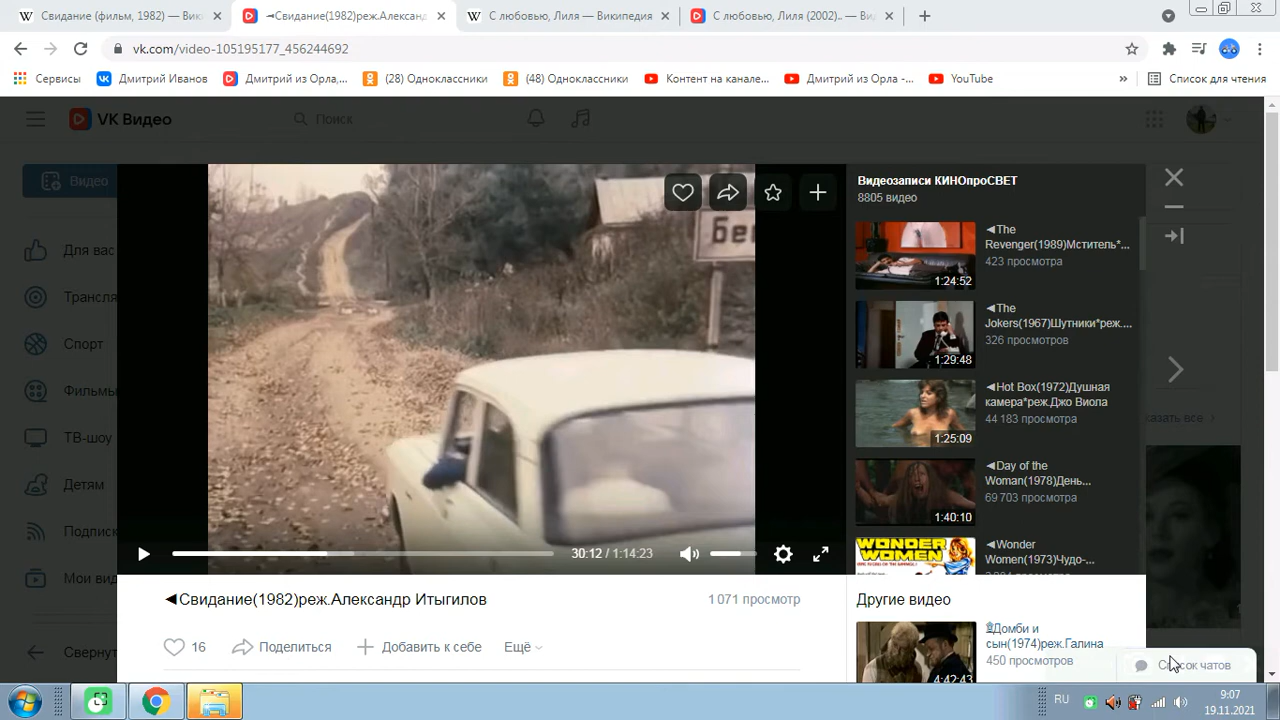 Свидание (фильм, 1982) — Вик
◄Свидание(1982)реж.Александ
С любовью, Лиля — Википедия
С любовью, Лиля (2002).. — Ви
vk.com/video-105195177_456244692
Сервисы
Дмитрий Иванов
Дмитрий из Орла,...
(28) Одноклассники
(48) Одноклассники
Контент на канале...
Дмитрий из Орла -...
YouTube
»
Список для чтения
VK Видео
Поиск
Видео
Для вас
Трансля
Спорт
Фильмы
ТВ-шоу
Детям
Подписк
Мои вид
Свернут
Бе
30:12 / 1:14:23
◄Свидание(1982)реж.Александр Итыгилов
1 071 просмотр
16
Поделиться
Добавить к себе
Ещё
Видеозаписи КИНОпроСВЕТ
8805 видео
◄The
Revenger(1989)Мститель*...
423 просмотра
1:24:52
◄The
Jokers(1967)Шутники*реж....
326 просмотров
1:29:48
◄Hot Box(1972)Душная
камера*реж.Джо Виола
44 183 просмотра
1:25:09
◄Day of the
Woman(1978)День...
69 703 просмотра
1:40:10
◄Wonder
Women(1973)Чудо-...
WONDER
WOMEN
Другие видео
Домби и
сын(1974)реж.Галина
450 просмотров
4:42:43
казать все
Список чатов
RU
9:07
19.11.2021